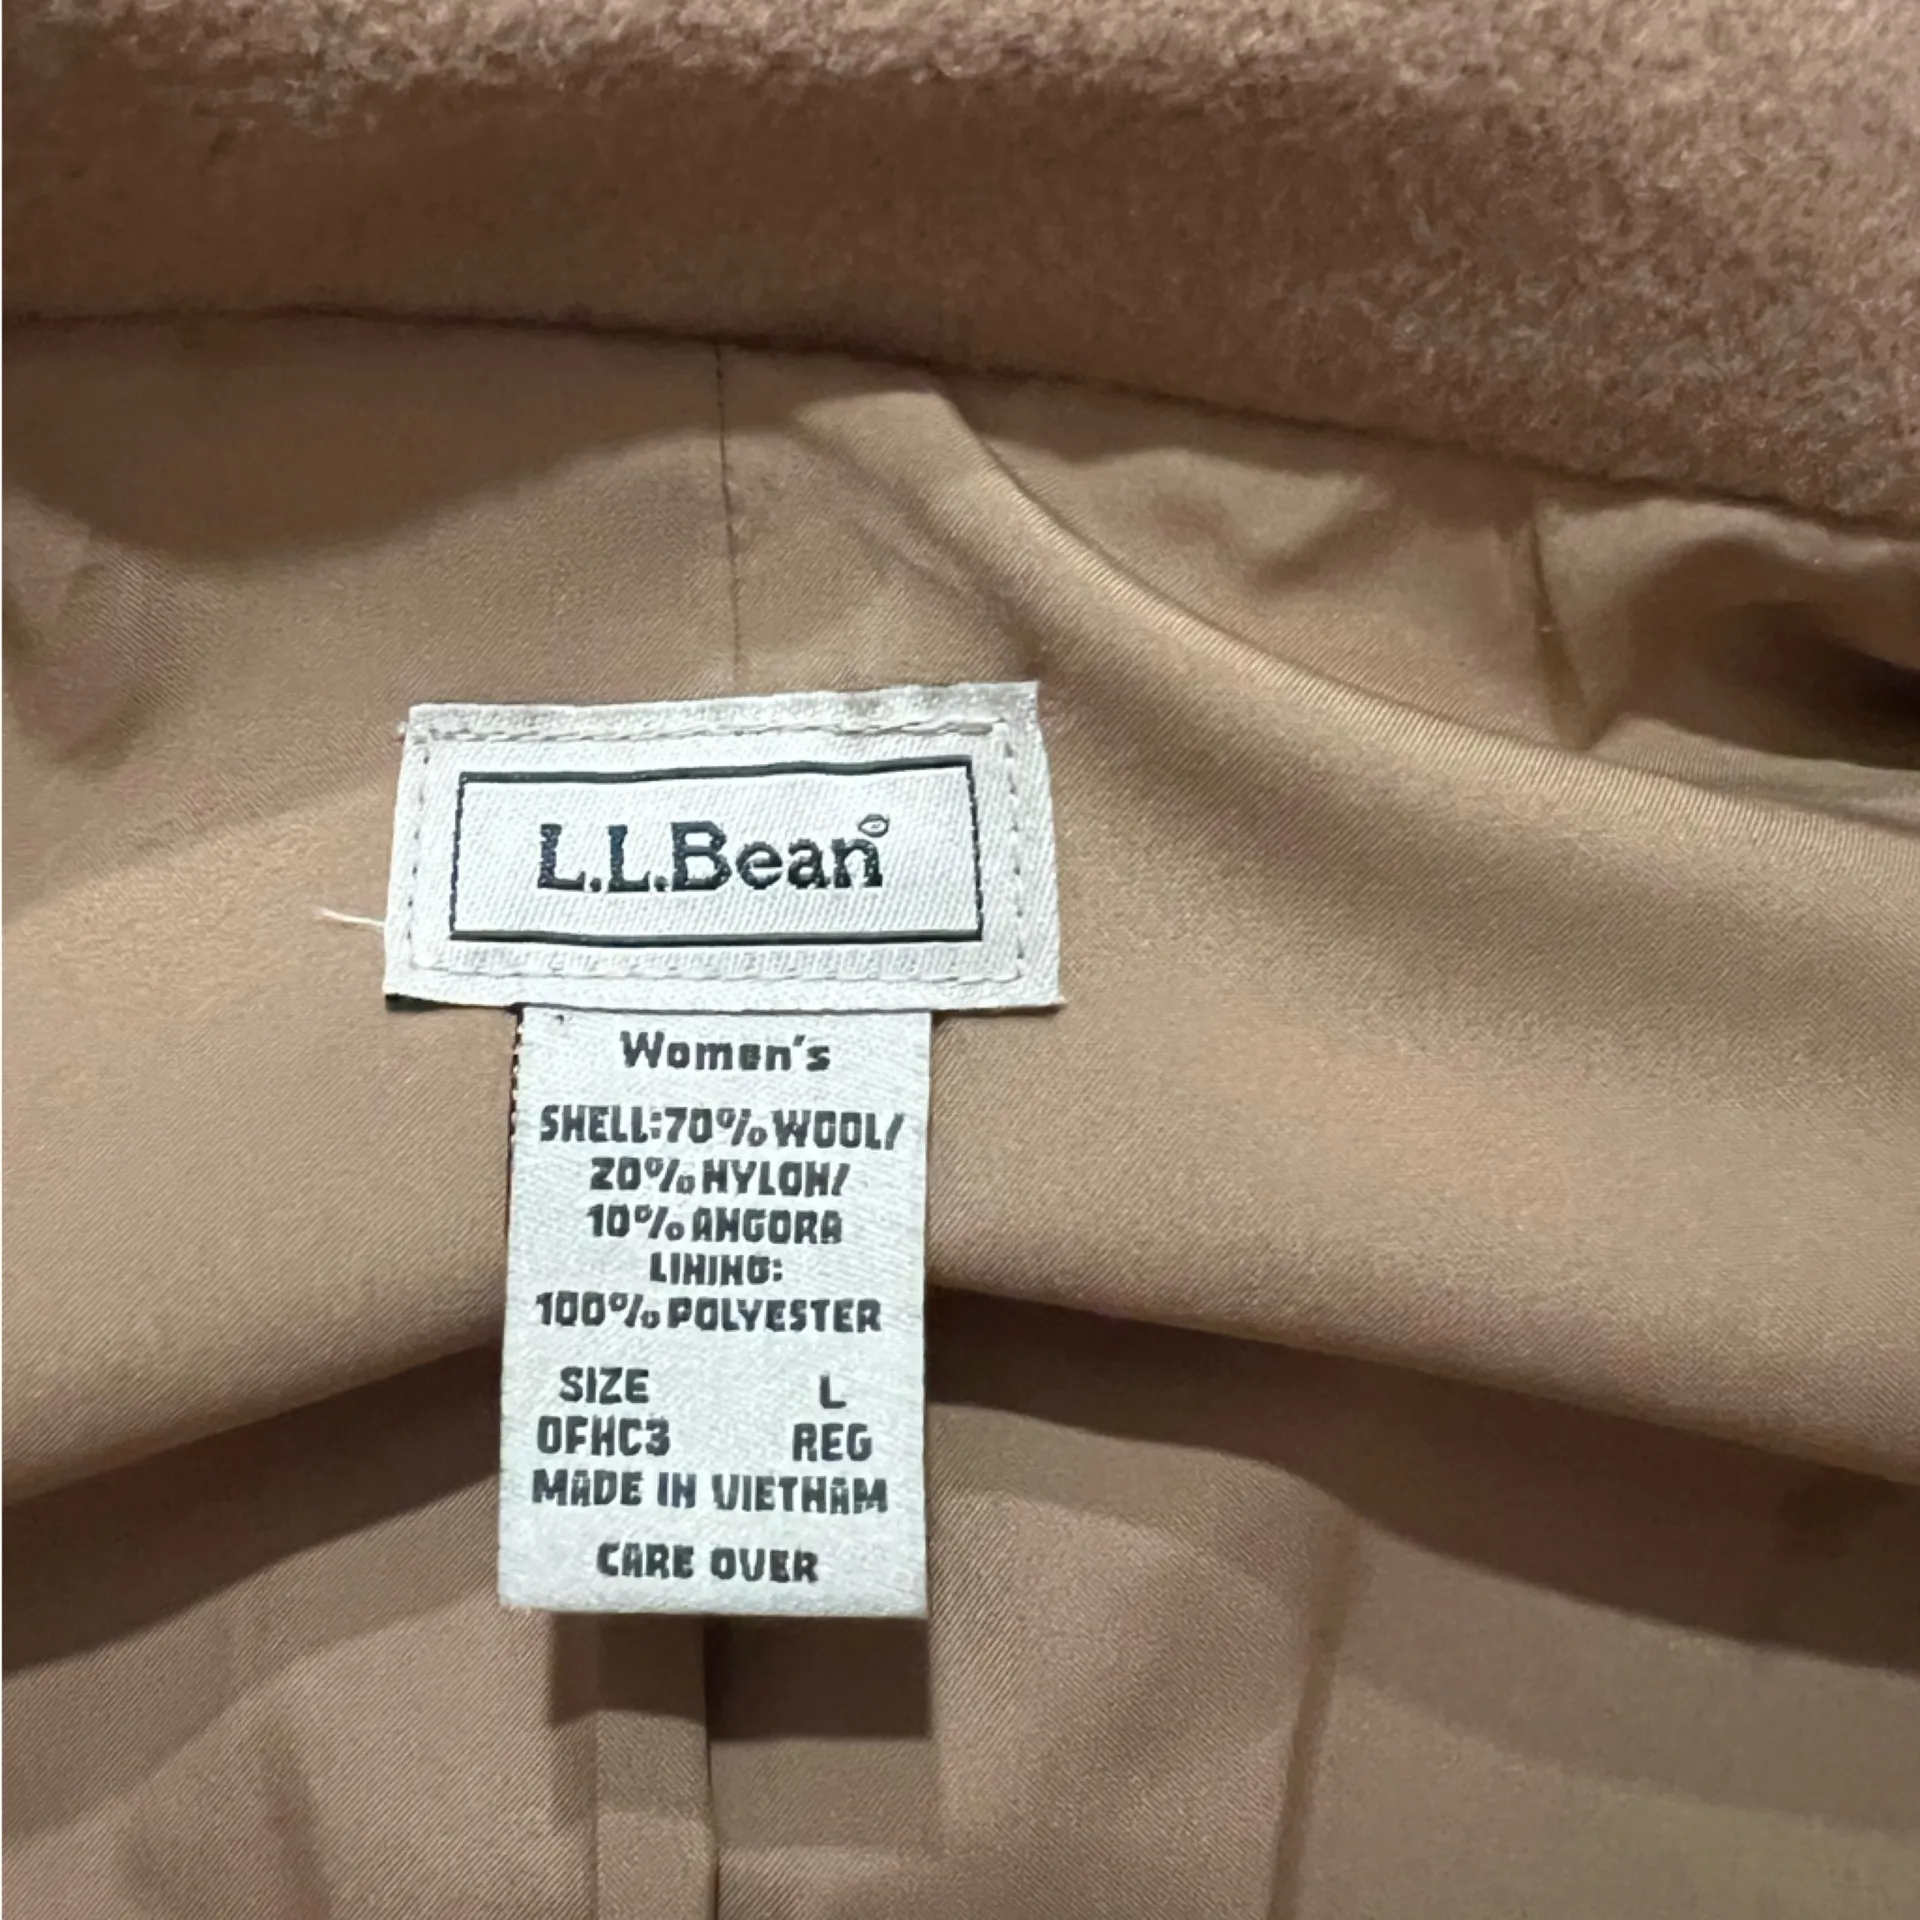 L.L.Bean
Women's
SHELL:70% WOOL/
20% NYLON/
10% ANGORA
LINING:
100% POLYESTER
SIZE L
0FHC3 REG
MADE IN VIETNAM
CARE OVER